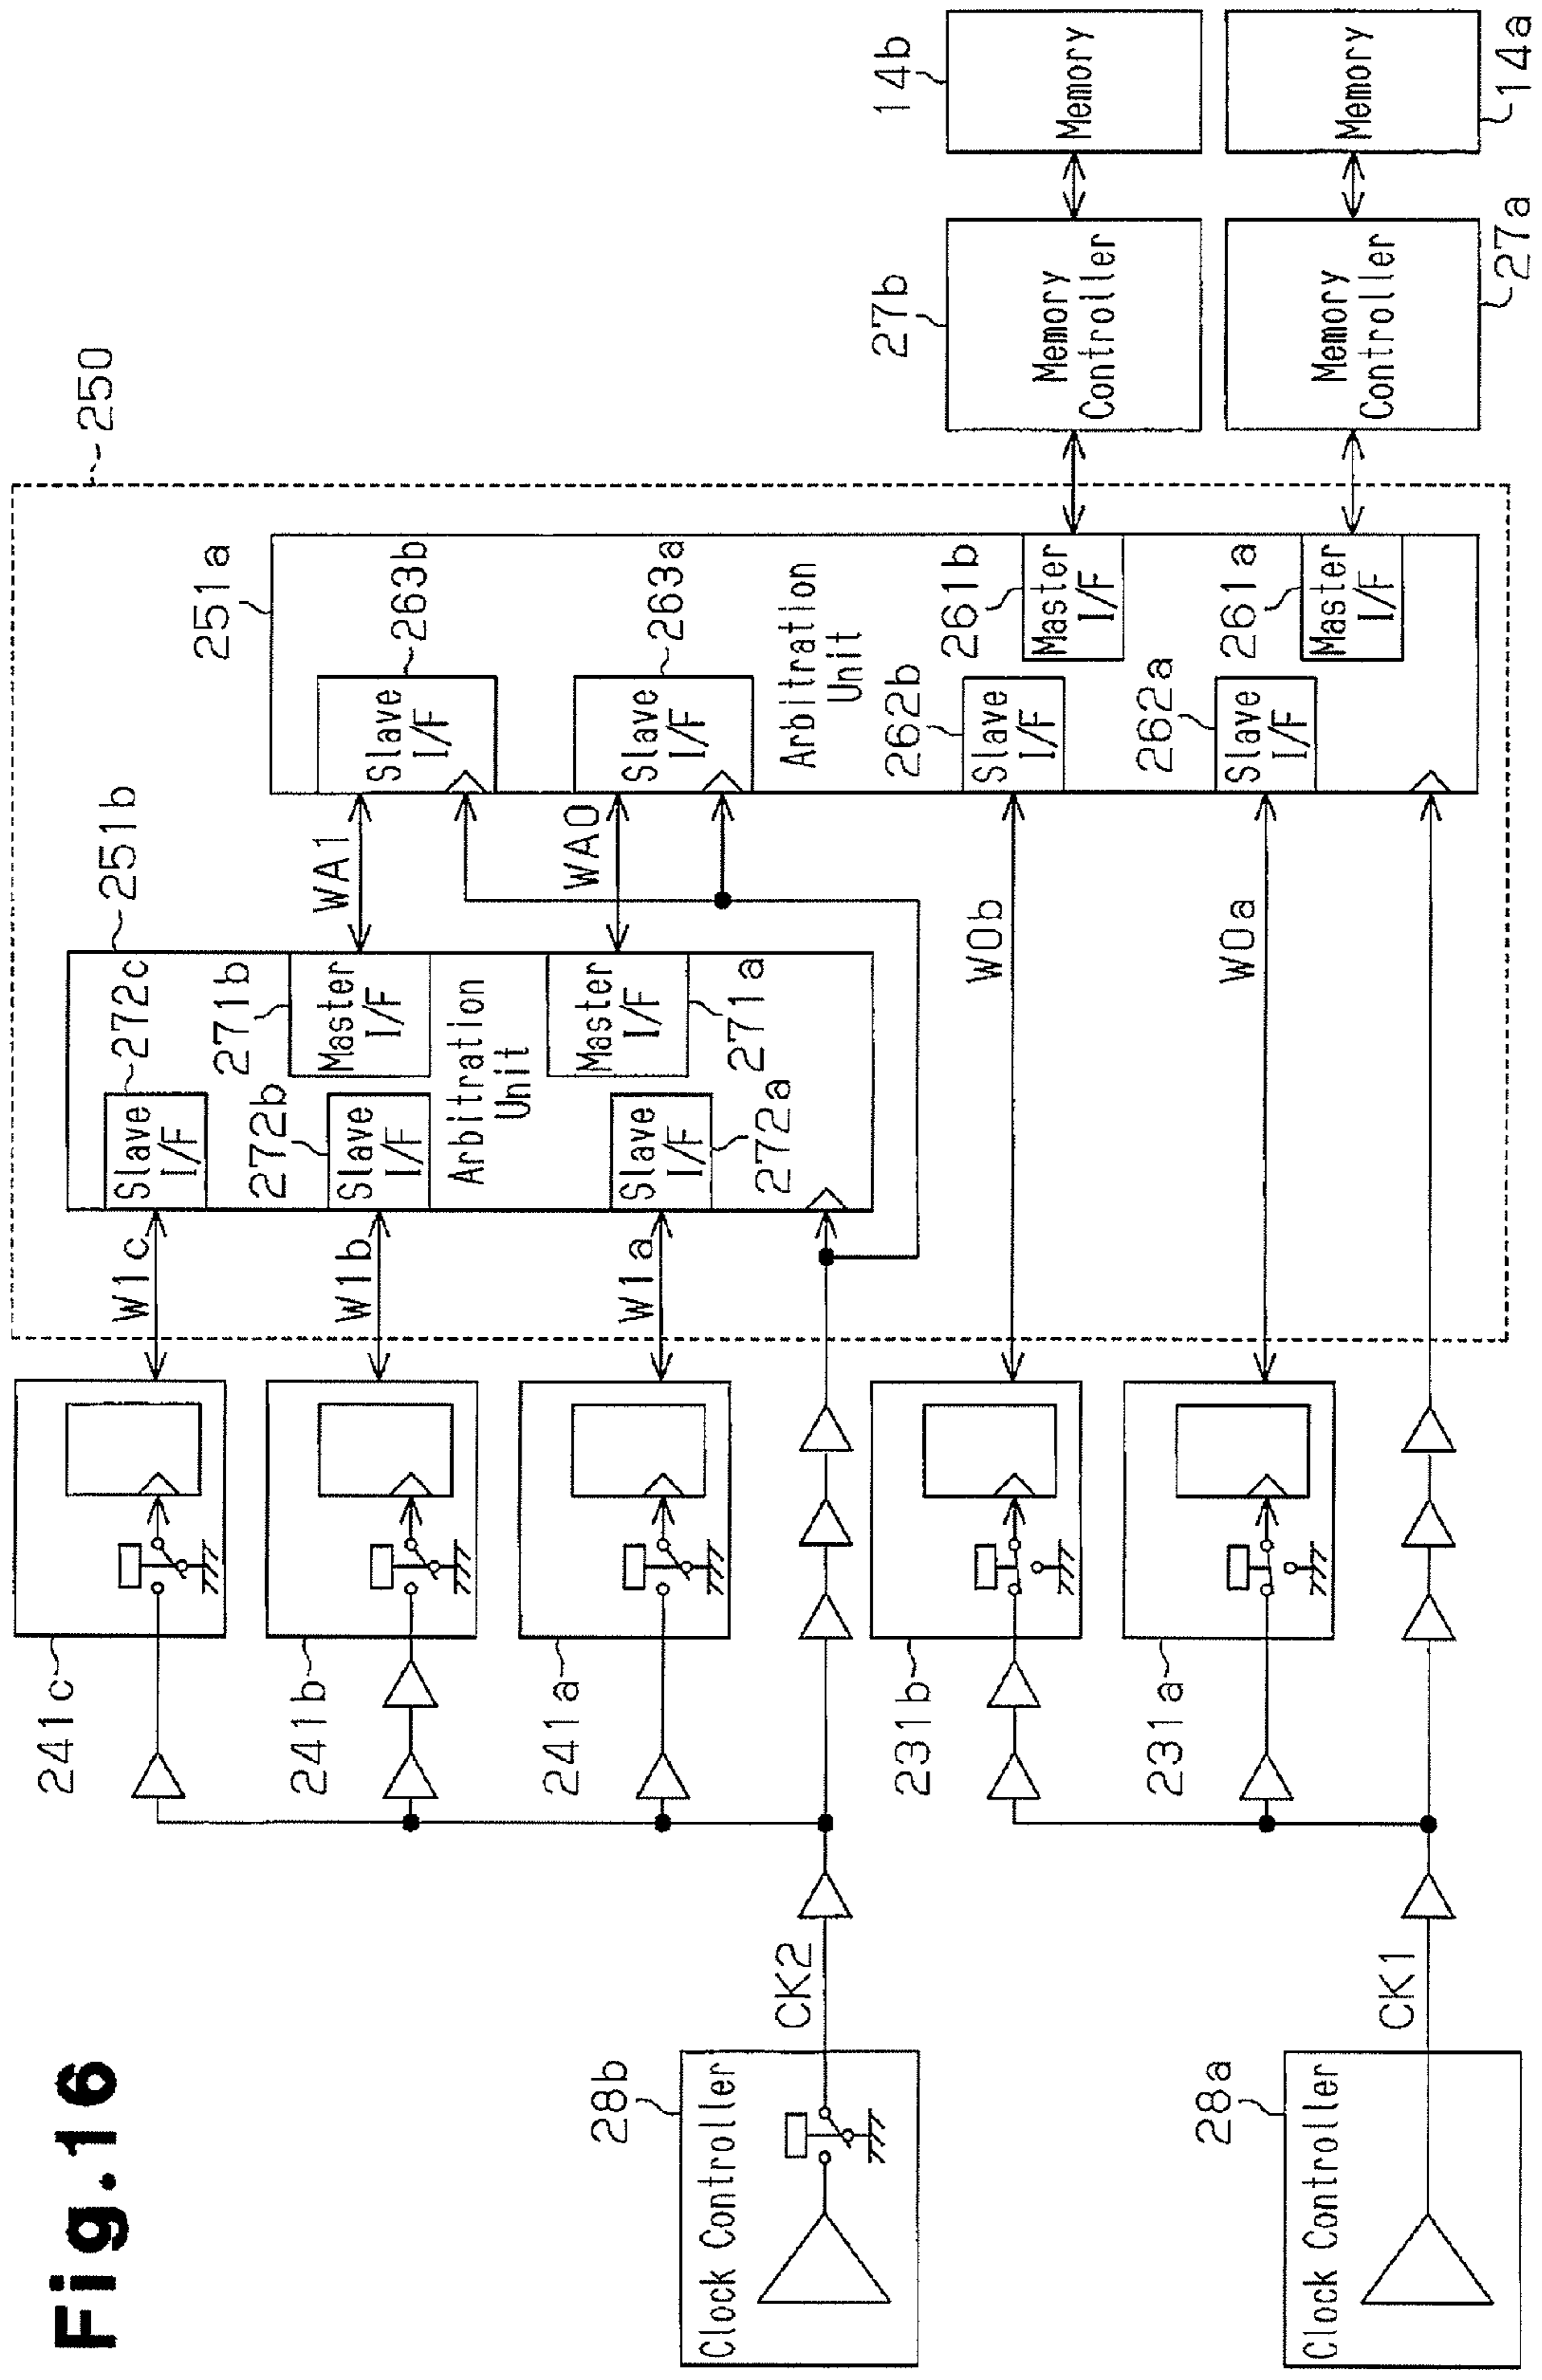 Fig.16
250
251b
251a
241c
W1c
Slave
I/F
272c
241b
W1b
Slave
I/F
272b
Master
I/F
271b
WA1
Slave
I/F
263b
Arbitration
Unit
241a
W1a
Slave
I/F
272a
Master
I/F
271a
WA0
Slave
I/F
263a
Arbitration
Unit
28b
Clock Controller
CK2
231b
W0b
Slave
I/F
262b
Master
I/F
261b
Memory
Controller
27b
Memory
14b
231a
W0a
Slave
I/F
262a
Master
I/F
261a
Memory
Controller
27a
Memory
14a
28a
Clock Controller
CK1